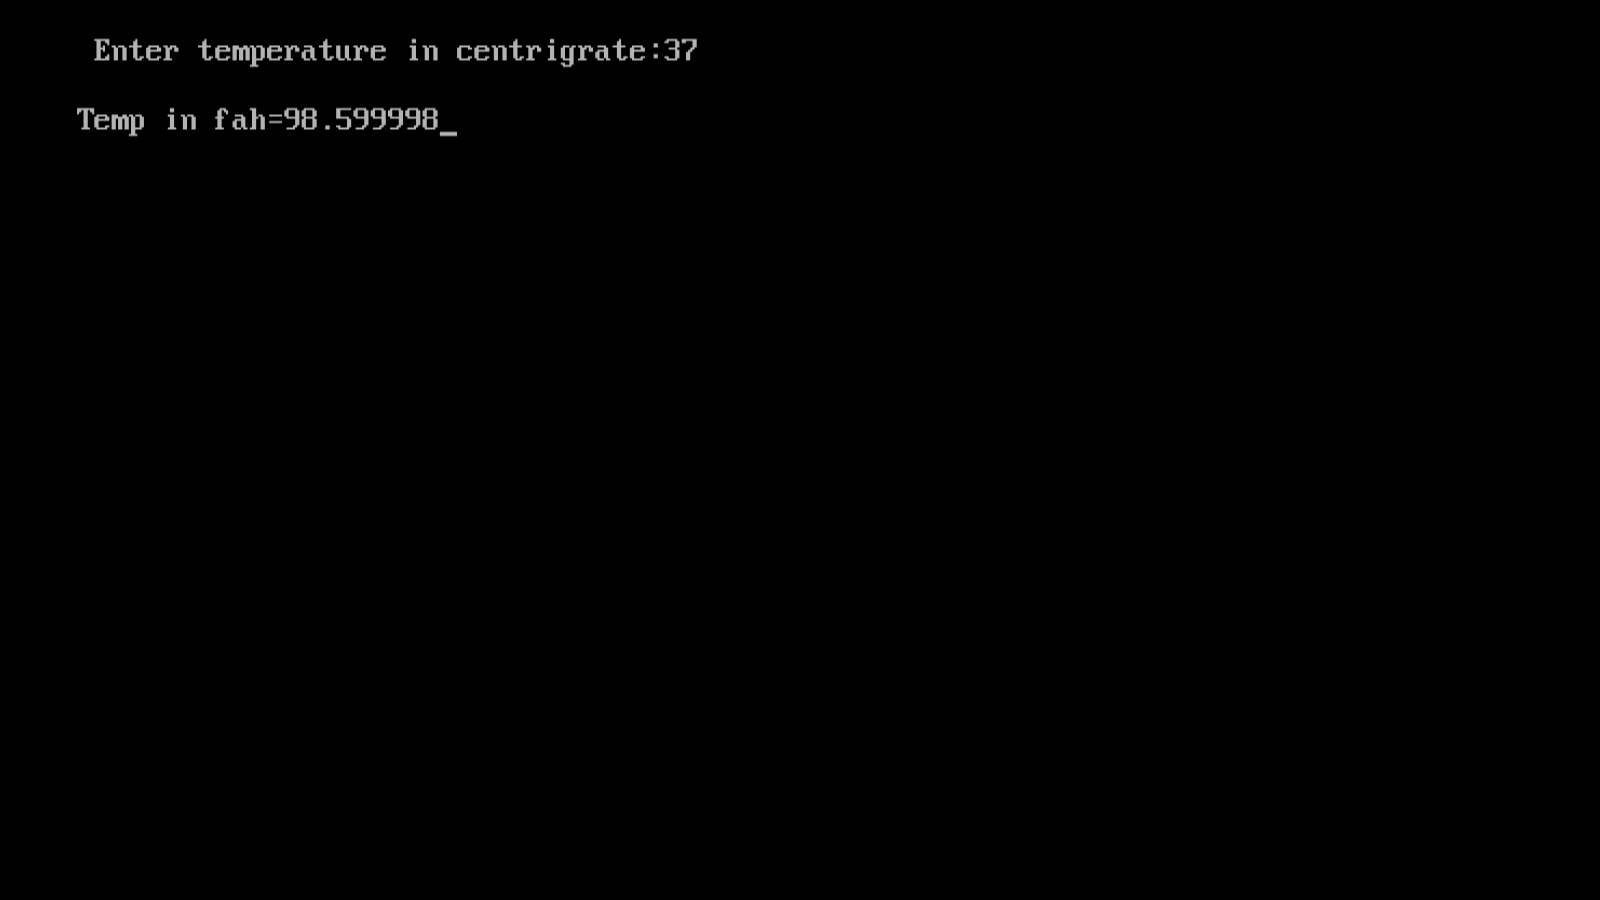 Enter temperature in centrigrate:37
Temp in fah=98.599998_